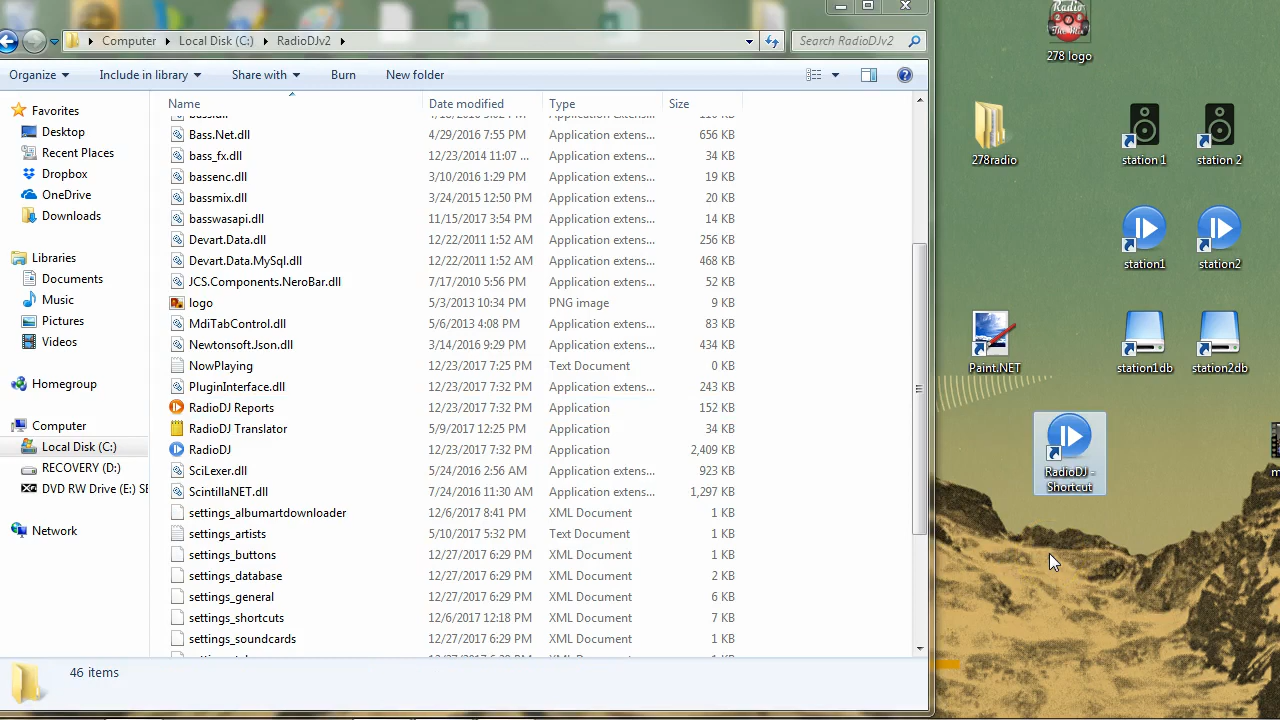 Computer Local Disk (C:) RadioDJv2
Search RadioDJv2
Organize Include in library Share with Burn New folder
Name Date modified Type Size
Favorites
Desktop
Recent Places
Dropbox
OneDrive
Downloads
Libraries
Documents
Music
Pictures
Videos
Homegroup
Computer
Local Disk (C:)
RECOVERY (D:)
DVD RW Drive (E:) SE
Network
Bass.Net.dll 4/29/2016 7:55 PM Application extens... 656 KB
bass_fx.dll 12/23/2014 11:07 ... Application extens... 34 KB
bassenc.dll 3/10/2016 1:29 PM Application extens... 19 KB
bassmix.dll 3/24/2015 12:50 PM Application extens... 20 KB
basswasapi.dll 11/15/2017 3:54 PM Application extens... 14 KB
Devart.Data.dll 12/22/2011 1:52 AM Application extens... 256 KB
Devart.Data.MySql.dll 12/22/2011 1:52 AM Application extens... 468 KB
JCS.Components.NeroBar.dll 7/17/2010 5:56 PM Application extens... 52 KB
logo 5/3/2013 10:34 PM PNG image 9 KB
MdiTabControl.dll 5/6/2013 4:08 PM Application extens... 83 KB
Newtonsoft.Json.dll 3/14/2016 9:29 PM Application extens... 434 KB
NowPlaying 12/23/2017 7:25 PM Text Document 0 KB
PluginInterface.dll 12/23/2017 7:32 PM Application extens... 243 KB
RadioDJ Reports 12/23/2017 7:32 PM Application 152 KB
RadioDJ Translator 5/9/2017 12:25 PM Application 34 KB
RadioDJ 12/23/2017 7:32 PM Application 2,409 KB
SciLexer.dll 5/24/2016 2:56 AM Application extens... 923 KB
ScintillaNET.dll 7/24/2016 11:30 AM Application extens... 1,297 KB
settings_albumartdownloader 12/6/2017 8:41 PM XML Document 1 KB
settings_artists 5/10/2017 5:32 PM Text Document 1 KB
settings_buttons 12/27/2017 6:29 PM XML Document 1 KB
settings_database 12/27/2017 6:29 PM XML Document 2 KB
settings_general 12/27/2017 6:29 PM XML Document 6 KB
settings_shortcuts 12/6/2017 12:18 PM XML Document 7 KB
settings_soundcards 12/27/2017 6:29 PM XML Document 1 KB
46 items
Radio
278 logo
278radio
station 1
station 2
station1
station2
Paint.NET
station1db
station2db
RadioDJ -
Shortcut